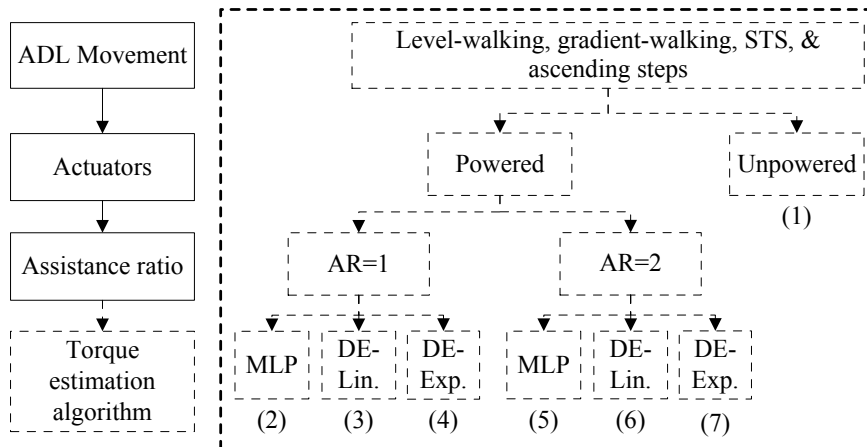 ADL Movement
Actuators
Assistance ratio
Torque
estimation
algorithm
Level-walking, gradient-walking, STS, &
ascending steps
Powered
Unpowered
(1)
AR=1
AR=2
MLP
DE-
Lin.
DE-
Exp.
MLP
DE-
Lin.
DE-
Exp.
(2)
(3)
(4)
(5)
(6)
(7)